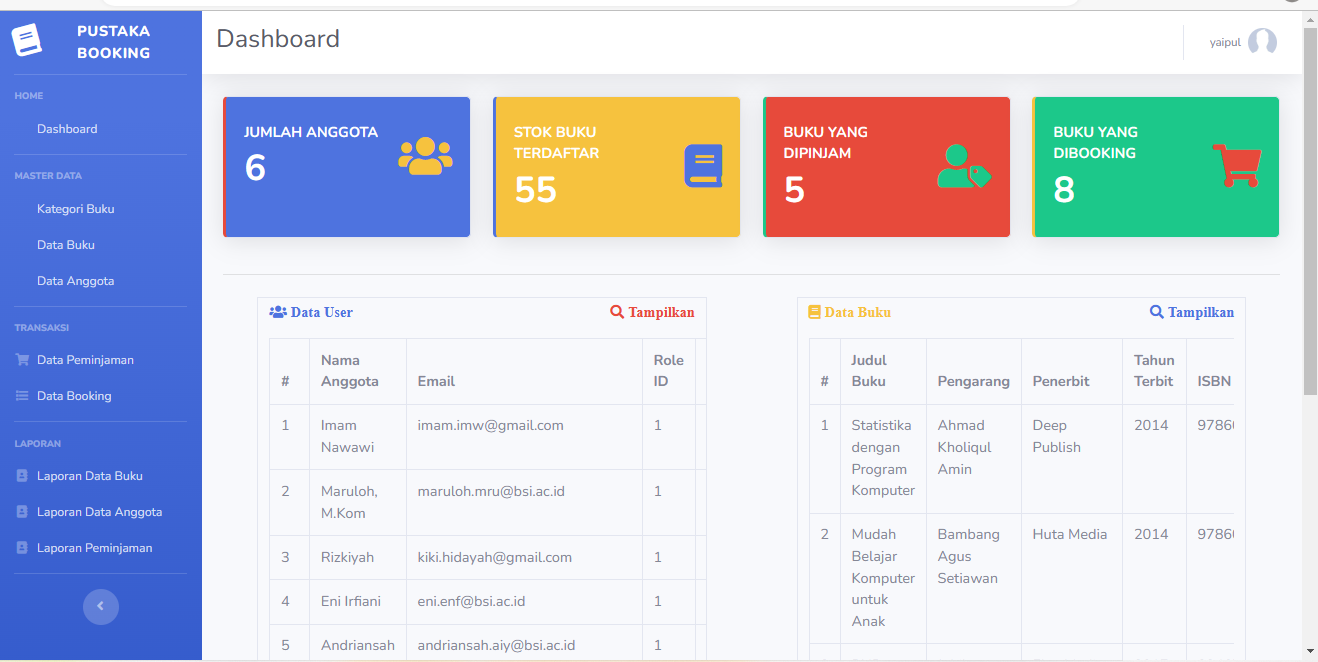 PUSTAKA
BOOKING
HOME
Dashboard
MASTER DATA
Kategori Buku
Data Buku
Data Anggota
TRANSAKSI
Data Peminjaman
Data Booking
LAPORAN
Laporan Data Buku
Laporan Data Anggota
Laporan Peminjaman
Dashboard
yaipul
JUMLAH ANGGOTA
6
STOK BUKU
TERDAFTAR
55
BUKU YANG
DIPINJAM
5
BUKU YANG
DIBOOKING
8
Data User
Tampilkan
# Nama Anggota Email Role ID
1 Imam Nawawi imam.imw@gmail.com 1
2 Maruloh, M.Kom maruloh.mru@bsi.ac.id 1
3 Rizkiyah kiki.hidayah@gmail.com 1
4 Eni Irfiani eni.enf@bsi.ac.id 1
5 Andriansah andriansah.aiy@bsi.ac.id 1
Data Buku
Tampilkan
# Judul Buku Pengarang Penerbit Tahun Terbit ISBN
1 Statistika dengan Program Komputer Ahmad Kholiqul Amin Deep Publish 2014 9786
2 Mudah Belajar Komputer untuk Anak Bambang Agus Setiawan Huta Media 2014 9786